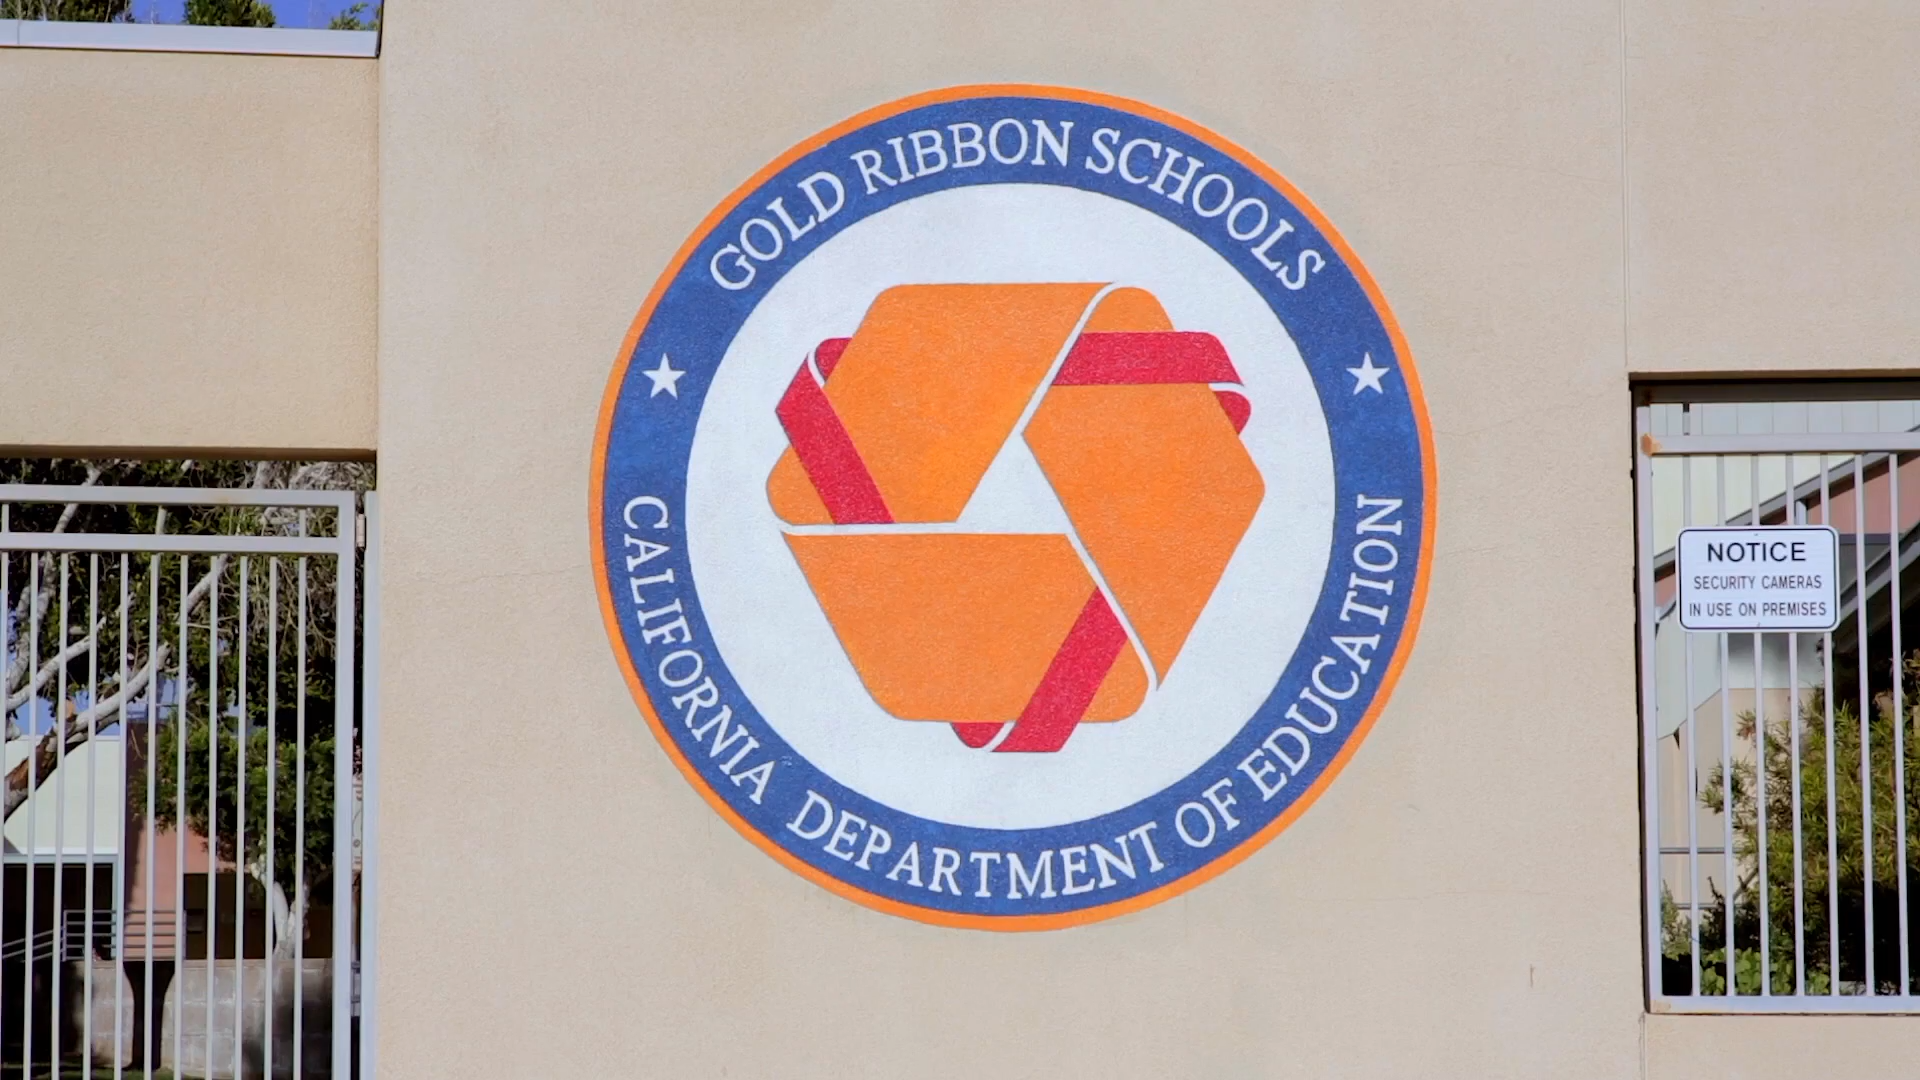 GOLD RIBBON SCHOOLS
CALIFORNIA DEPARTMENT OF EDUCATION
NOTICE
SECURITY CAMERAS
IN USE ON PREMISES